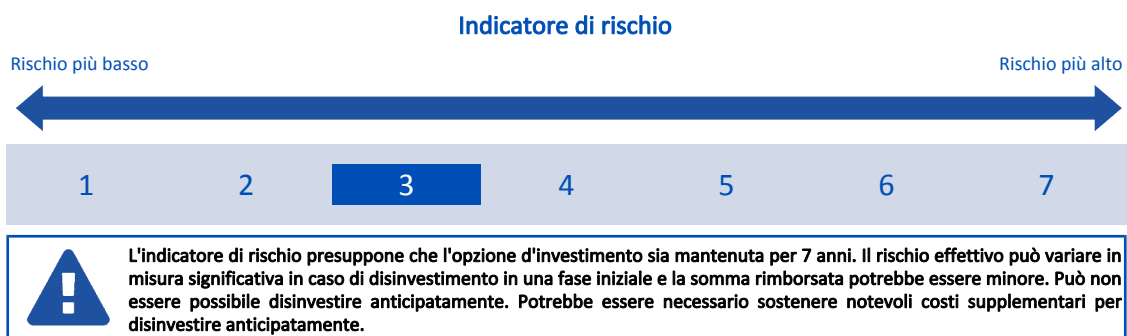 Indicatore di rischio
Rischio più basso
Rischio più alto
1 2 3 4 5 6 7
L'indicatore di rischio presuppone che l'opzione d'investimento sia mantenuta per 7 anni. Il rischio effettivo può variare in
misura significativa in caso di disinvestimento in una fase iniziale e la somma rimborsata potrebbe essere minore. Può non
essere possibile disinvestire anticipatamente. Potrebbe essere necessario sostenere notevoli costi supplementari per
disinvestire anticipatamente.